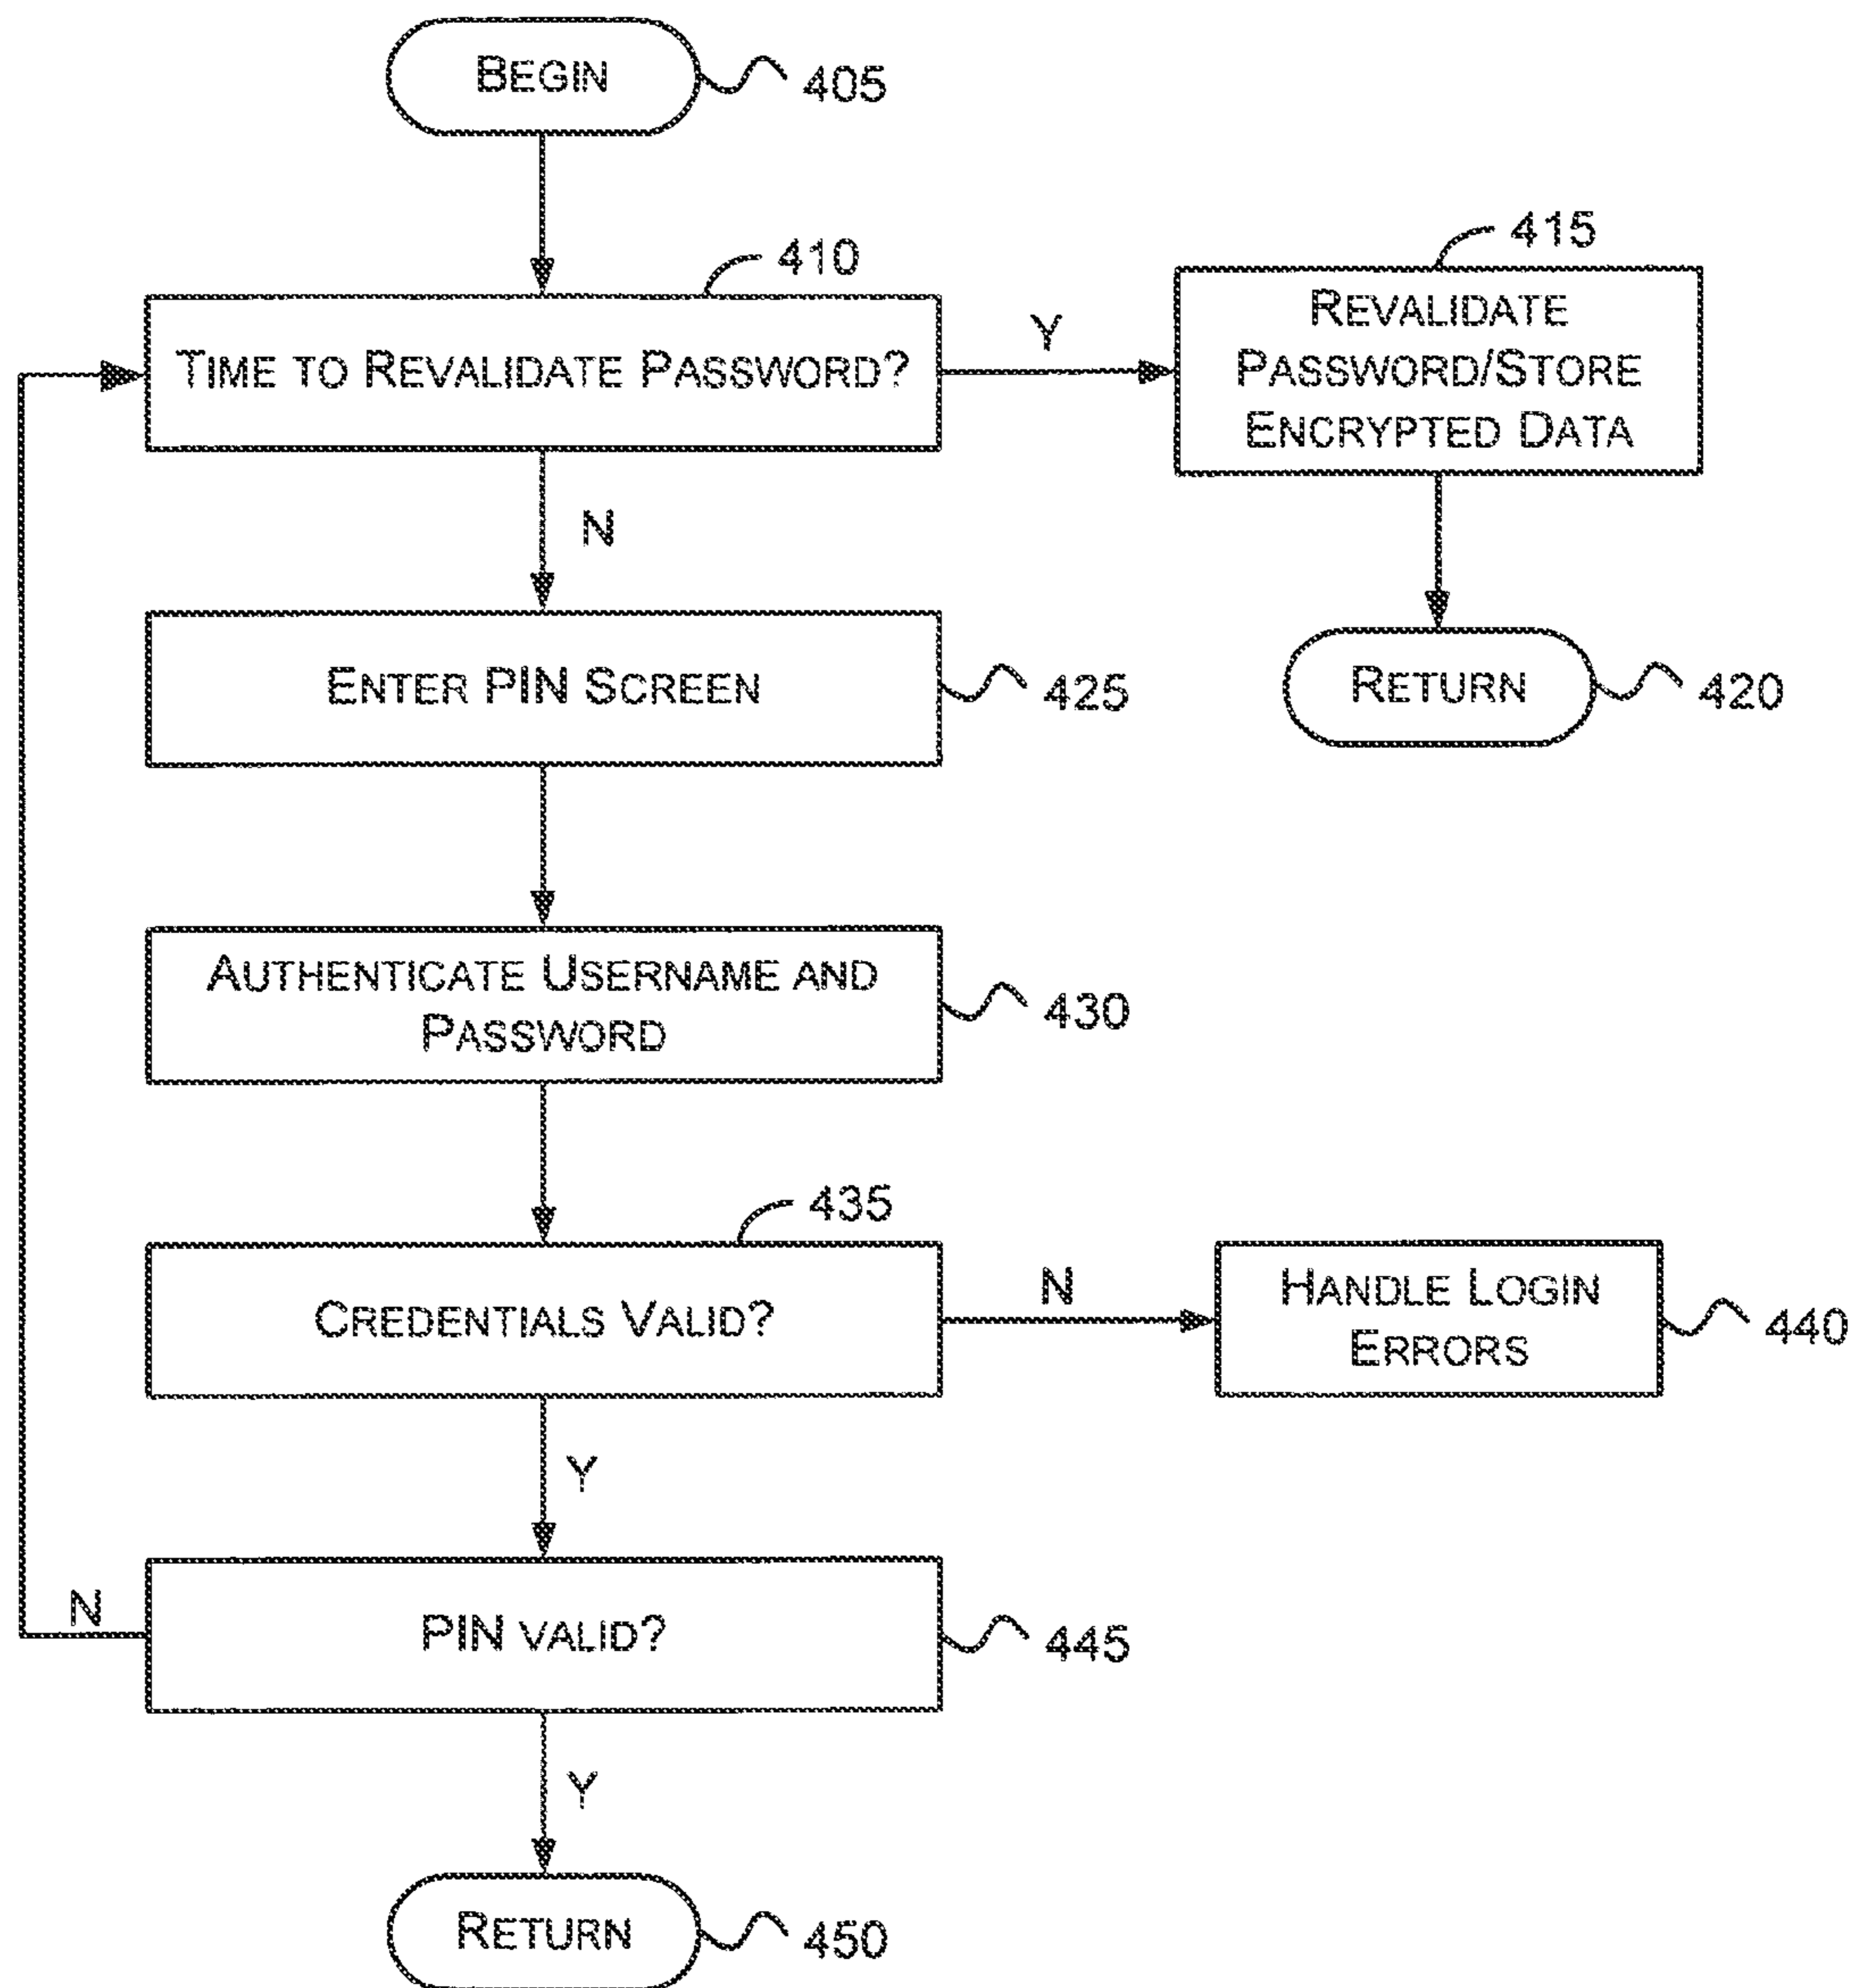 BEGIN
405
410
TIME TO REVALIDATE PASSWORD?
Y
415
REVALIDATE
PASSWORD/STORE
ENCRYPTED DATA
N
ENTER PIN SCREEN
425
RETURN
420
AUTHENTICATE USERNAME AND
PASSWORD
430
435
CREDENTIALS VALID?
N
HANDLE LOGIN
ERRORS
440
Y
N
PIN VALID?
445
Y
RETURN
450